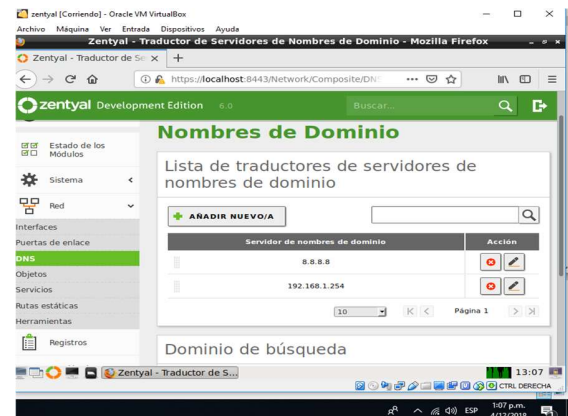 zentyal [Corriendo] - Oracle VM VirtualBox
Archivo Máquina Ver Entrada Dispositivos Ayuda
Zentyal - Traductor de Servidores de Nombres de Dominio - Mozilla Firefox
Zentyal - Traductor de Se
https://localhost:8443/Network/Composite/DN
zentyal Development Edition 6.0
Buscar...
Nombres de Dominio
Estado de los Módulos
Sistema
Red
Interfaces
Puertas de enlace
DNS
Objetos
Servicios
Rutas estáticas
Herramientas
Registros
Lista de traductores de servidores de
nombres de dominio
AÑADIR NUEVO/A
Servidor de nombres de dominio Acción
8.8.8.8
192.168.1.254
10 Página 1
Dominio de búsqueda
Zentyal - Traductor de S...
13:07
CTRL DERECHA
ESP
1:07 p.m.
4/12/2018